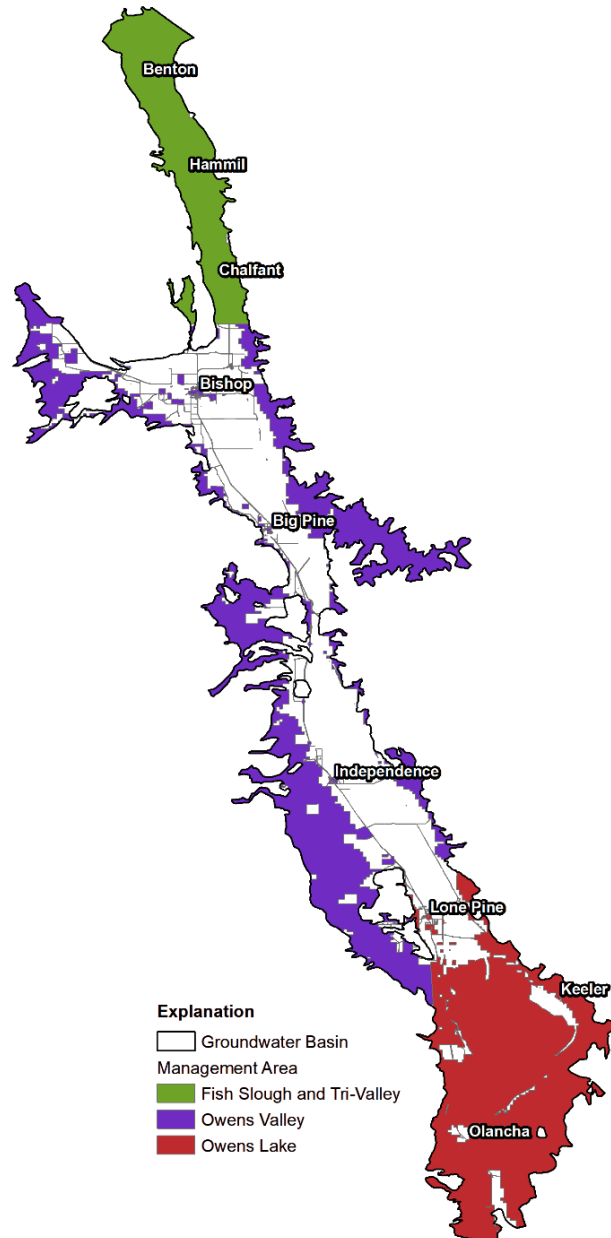 Benton
Hammil
Chalfant
Bishop
Big Pine
Independence
Lone Pine
Keeler
Explanation
Groundwater Basin
Management Area
Fish Slough and Tri-Valley
Owens Valley
Owens Lake
Olancha